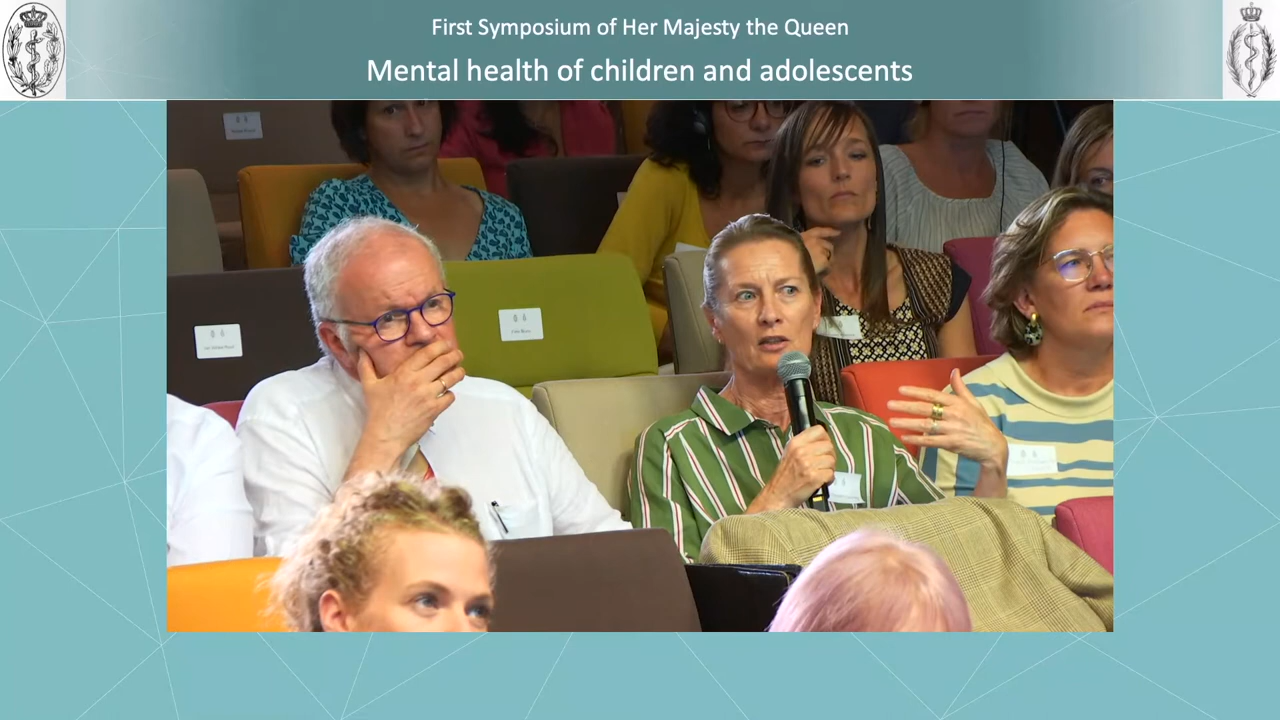 First Symposium of Her Majesty the Queen
Mental health of children and adolescents